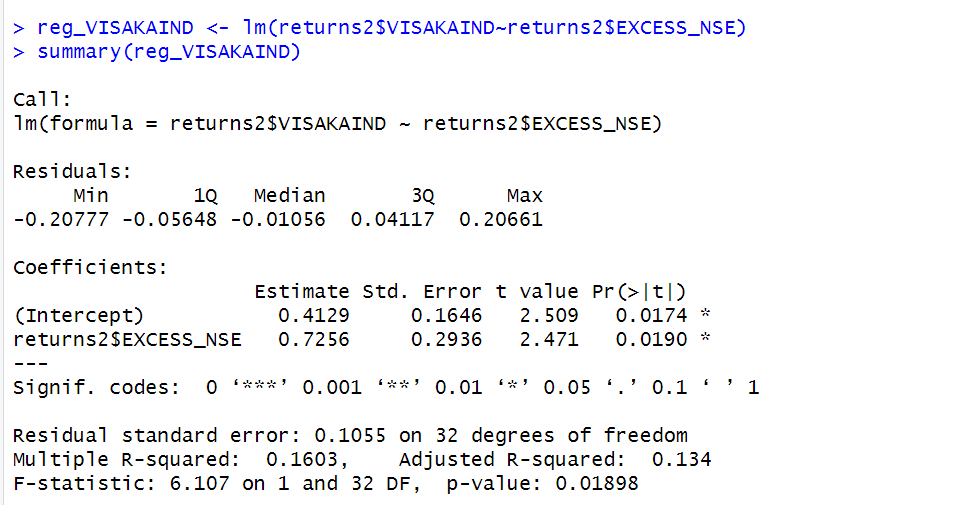 > reg_VISAKAIND <- lm(returns2$VISAKAIND~returns2$EXCESS_NSE)
> summary(reg_VISAKAIND)
Call:
lm(formula = returns2$VISAKAIND ~ returns2$EXCESS_NSE)
Residuals:
     Min       1Q   Median       3Q      Max
-0.20777 -0.05648 -0.01056  0.04117  0.20661
Coefficients:
                    Estimate Std. Error t value Pr(>|t|)
(Intercept)           0.4129     0.1646   2.509   0.0174 *
returns2$EXCESS_NSE   0.7256     0.2936   2.471   0.0190 *
---
Signif. codes:  0 ‘***’ 0.001 ‘**’ 0.01 ‘*’ 0.05 ‘.’ 0.1 ‘ ’ 1
Residual standard error: 0.1055 on 32 degrees of freedom
Multiple R-squared:  0.1603,    Adjusted R-squared:  0.134
F-statistic: 6.107 on 1 and 32 DF,  p-value: 0.01898